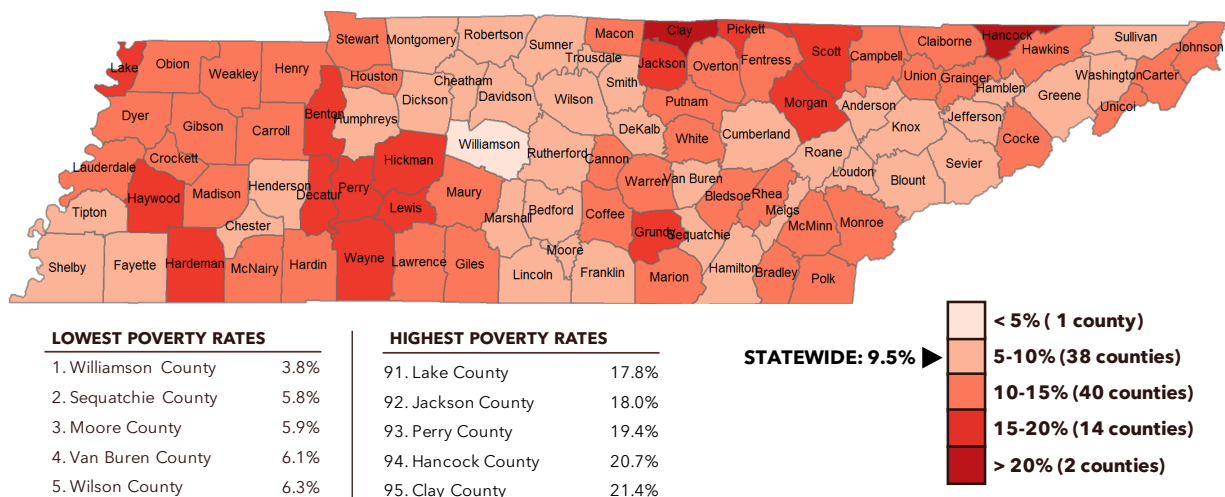 Stewart
Montgomery
Robertson
Sumner
Macon
Clay
Pickett
Scott
Campbell
Claiborne
Hancock
Hawkins
Sullivan
Johnson
Lake
Obion
Weakley
Henry
Houston
Cheatham
Trousdale
Smith
Jackson
Overton
Fentress
Union
Grainger
Hamblen
Washington
Carter
Dyer
Gibson
Carroll
Benton
Humphreys
Dickson
Davidson
Wilson
Putnam
Morgan
Anderson
Knox
Jefferson
Greene
Unicoi
Lauderdale
Crockett
Henderson
Decatur
Perry
Hickman
Williamson
Rutherford
DeKalb
Cannon
White
Cumberland
Roane
Loudon
Blount
Sevier
Cocke
Tipton
Haywood
Madison
Chester
Lewis
Maury
Marshall
Bedford
Coffee
Warren
Van Buren
Bledsoe
Rhea
Meigs
McMinn
Monroe
Shelby
Fayette
Hardeman
McNairy
Hardin
Wayne
Lawrence
Giles
Lincoln
Moore
Franklin
Grundy
Sequatchie
Marion
Hamilton
Bradley
Polk
LOWEST POVERTY RATES
1. Williamson County 3.8%
2. Sequatchie County 5.8%
3. Moore County 5.9%
4. Van Buren County 6.1%
5. Wilson County 6.3%
HIGHEST POVERTY RATES
91. Lake County 17.8%
92. Jackson County 18.0%
93. Perry County 19.4%
94. Hancock County 20.7%
95. Clay County 21.4%
STATEWIDE: 9.5%
< 5% ( 1 county)
5-10% (38 counties)
10-15% (40 counties)
15-20% (14 counties)
> 20% (2 counties)